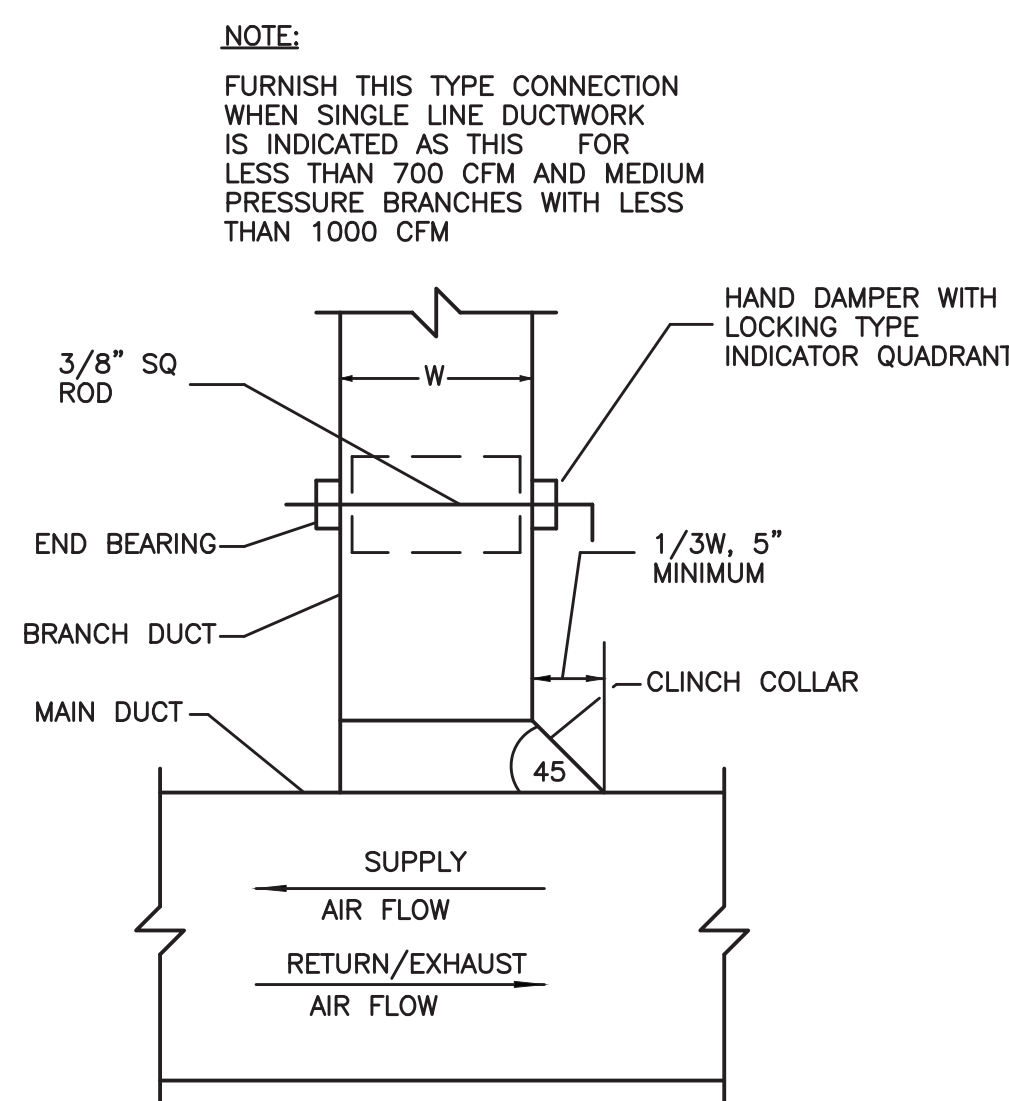 NOTE:
FURNISH THIS TYPE CONNECTION
WHEN SINGLE LINE DUCTWORK
IS INDICATED AS THIS FOR
LESS THAN 700 CFM AND MEDIUM
PRESSURE BRANCHES WITH LESS
THAN 1000 CFM
HAND DAMPER WITH
LOCKING TYPE
INDICATOR QUADRANT
3/8" SQ
ROD
W
END BEARING
1/3W, 5"
MINIMUM
BRANCH DUCT
CLINCH COLLAR
MAIN DUCT
45
SUPPLY
AIR FLOW
RETURN/EXHAUST
AIR FLOW